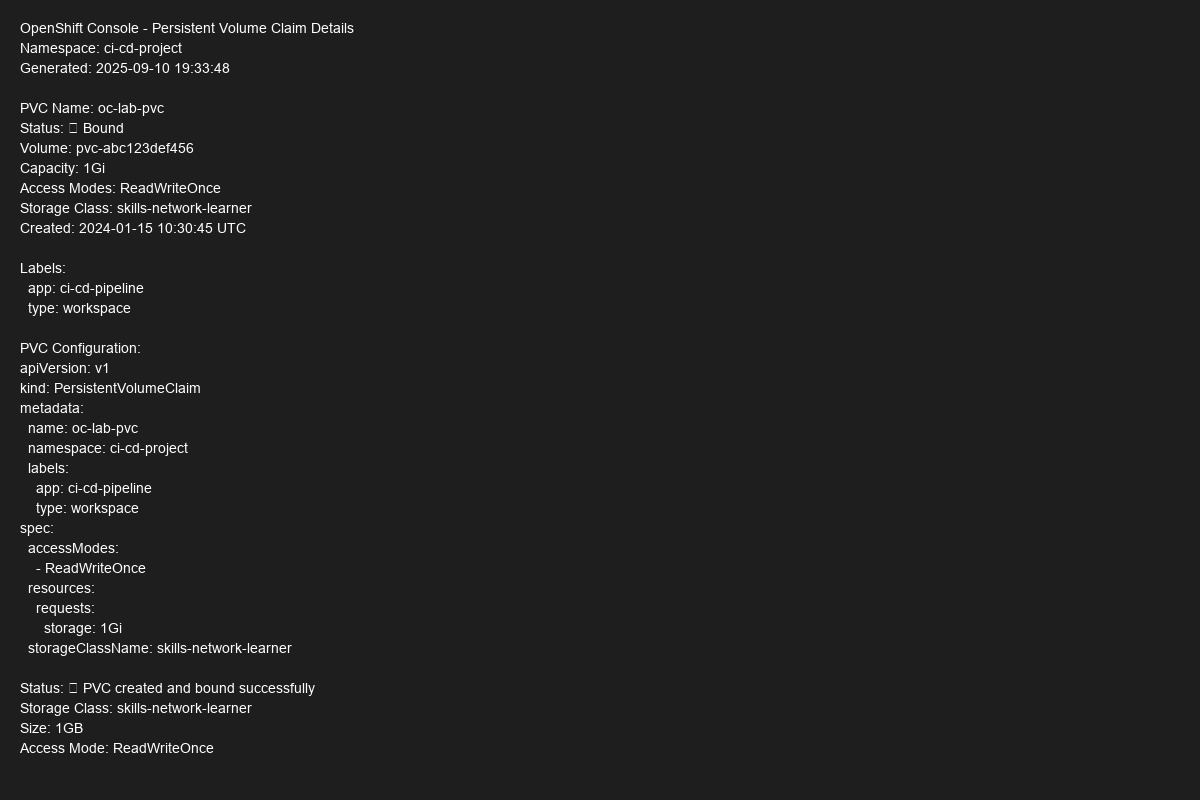 OpenShift Console - Persistent Volume Claim Details
Namespace: ci-cd-project
Generated: 2025-09-10 19:33:48

PVC Name: oc-lab-pvc
Status: Bound
Volume: pvc-abc123def456
Capacity: 1Gi
Access Modes: ReadWriteOnce
Storage Class: skills-network-learner
Created: 2024-01-15 10:30:45 UTC

Labels:
  app: ci-cd-pipeline
  type: workspace

PVC Configuration:
apiVersion: v1
kind: PersistentVolumeClaim
metadata:
  name: oc-lab-pvc
  namespace: ci-cd-project
  labels:
    app: ci-cd-pipeline
    type: workspace
spec:
  accessModes:
    - ReadWriteOnce
  resources:
    requests:
      storage: 1Gi
  storageClassName: skills-network-learner

Status: PVC created and bound successfully
Storage Class: skills-network-learner
Size: 1GB
Access Mode: ReadWriteOnce